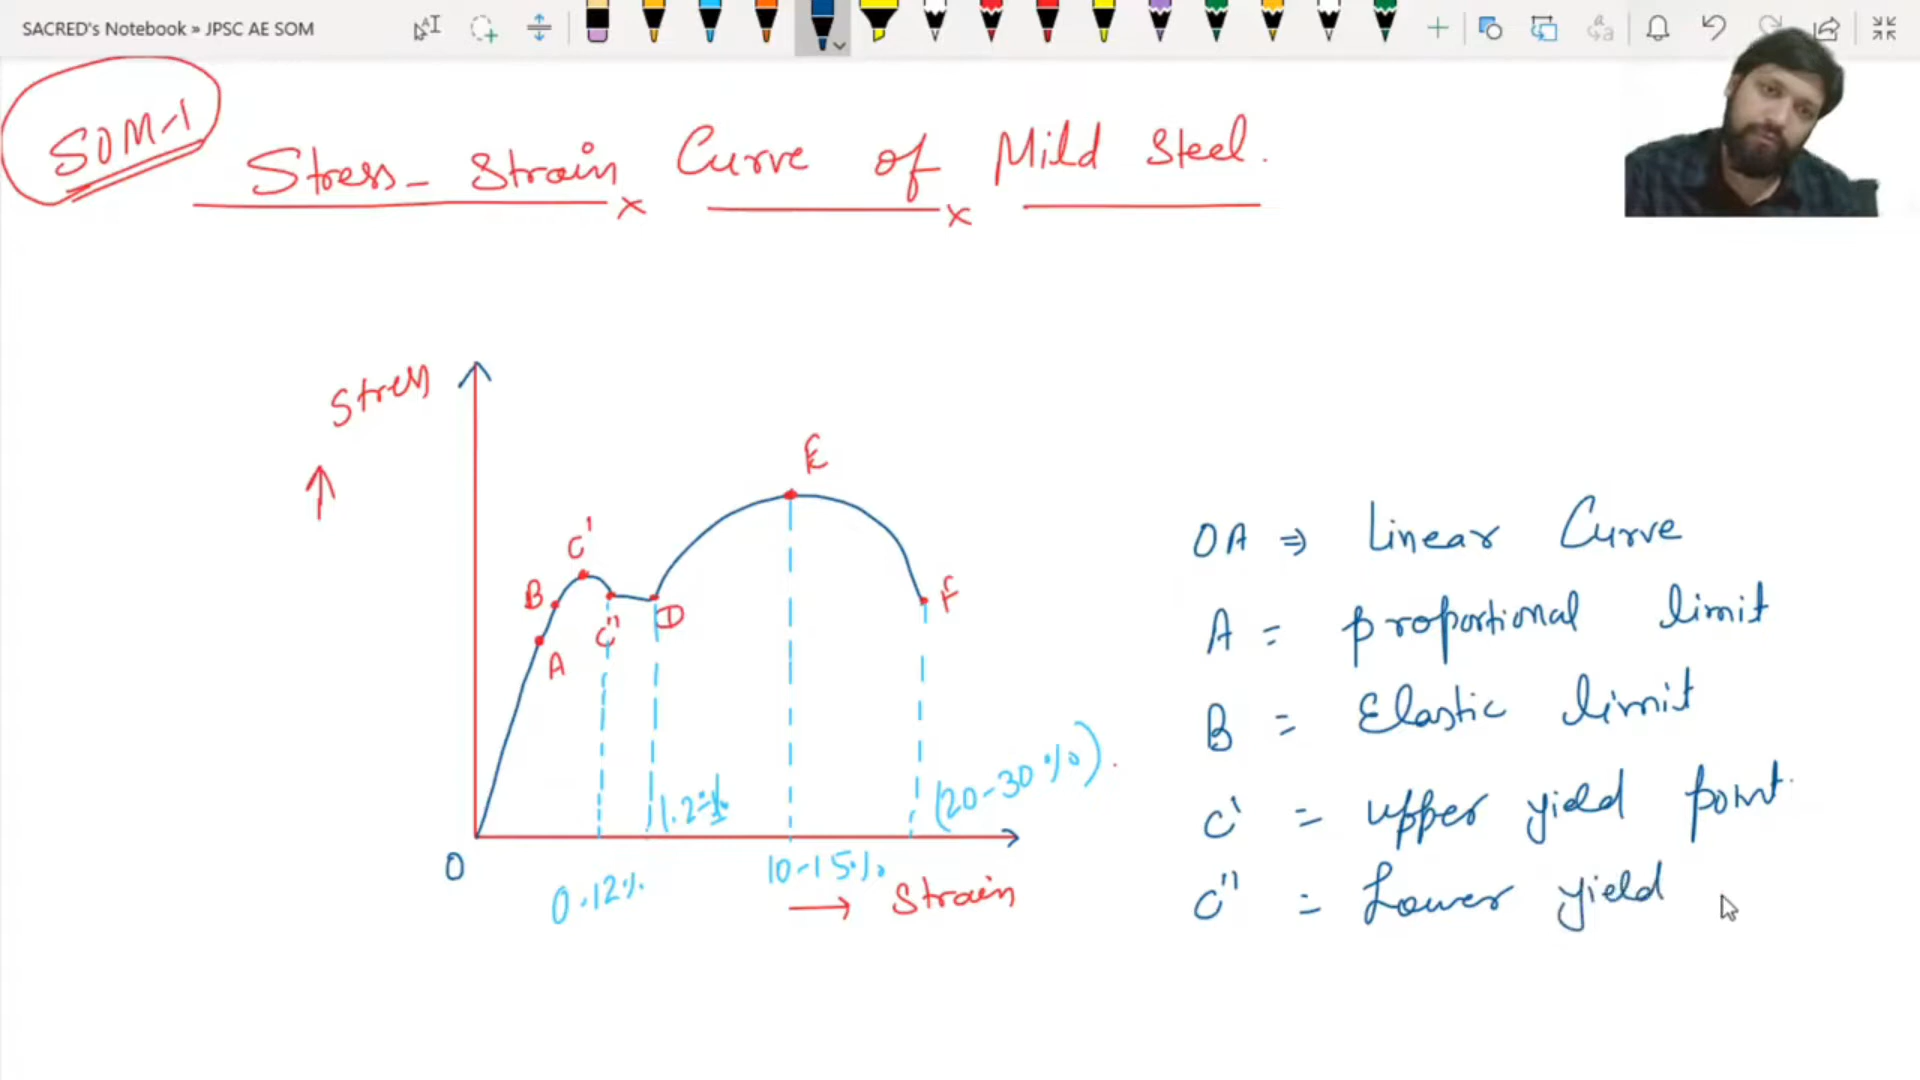 SACRED's Notebook » JPSC AE SOM
SOM-1
Stress- Strain Curve of Mild Steel.
Stress
E
C'
B
C"
D
A
F
1.2%
(20-30%).
O
0.12%
10-15%
Strain
OA ⇒ Linear Curve
A = proportional limit
B = Elastic limit
C' = upper yield point.
C" = Lower yield